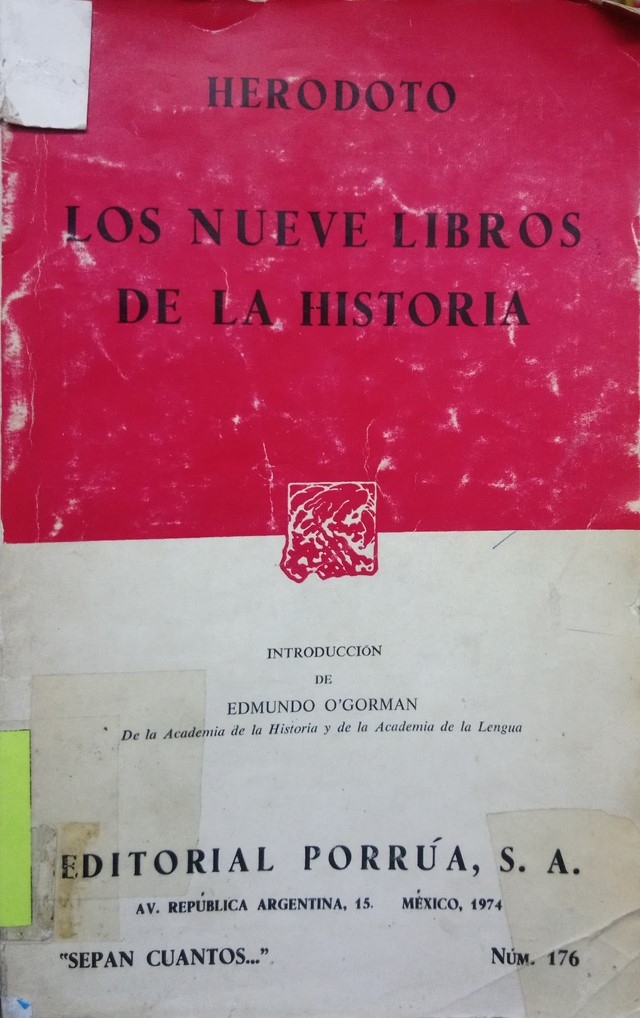 HERODOTO
LOS NUEVE LIBROS
DE LA HISTORIA
INTRODUCCIÓN
DE
EDMUNDO O'GORMAN
De la Academia de la Historia y de la Academia de la Lengua
EDITORIAL PORRÚA, S. A.
AV. REPÚBLICA ARGENTINA, 15. MÉXICO, 1974
"SEPAN CUANTOS..." NÚM. 176